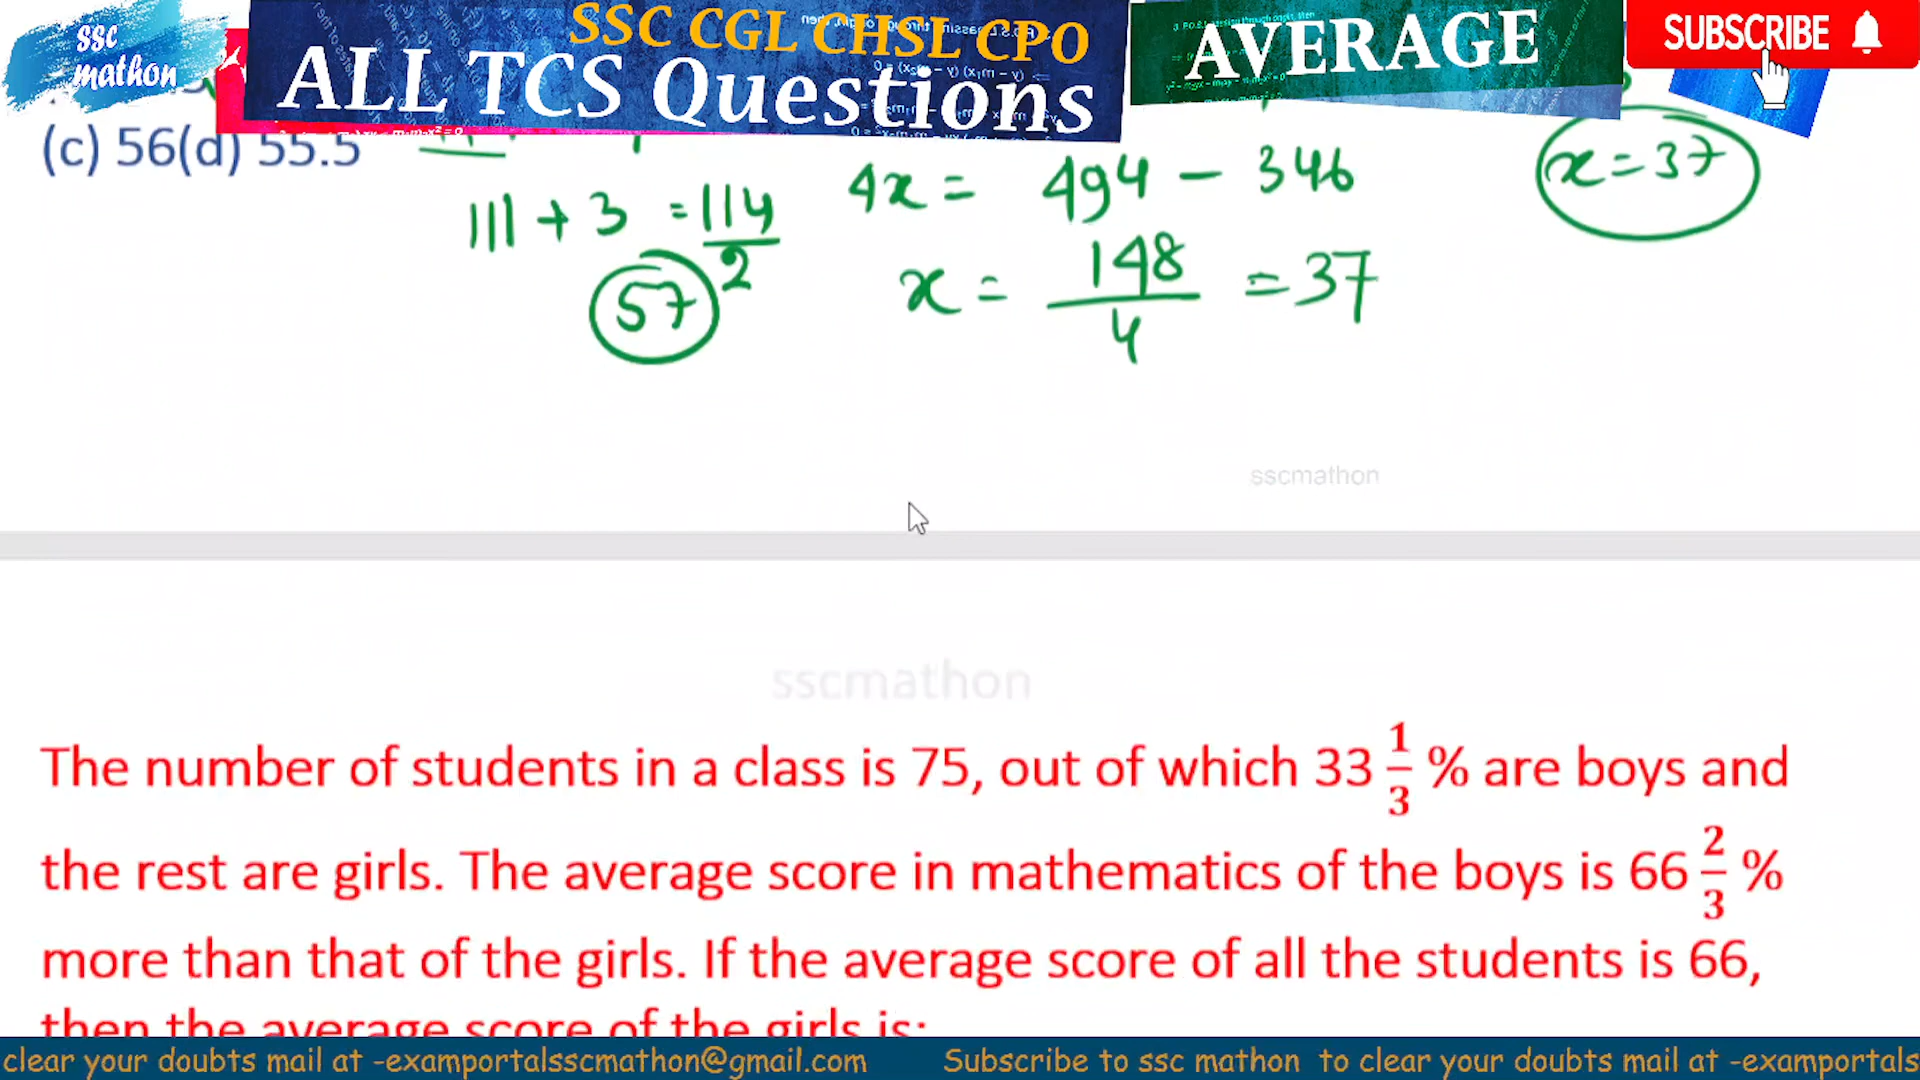 ssc
mathon
SSC CGL CHSL CPO
ALL TCS Questions
AVERAGE
SUBSCRIBE
(c) 56(d) 55.5
111 + 3 = 114
2
57
4x = 494 - 346
x = 148 = 37
4
x = 37
sscmathon
sscmathon
The number of students in a class is 75, out of which 33 1/3 % are boys and
the rest are girls. The average score in mathematics of the boys is 66 2/3 %
more than that of the girls. If the average score of all the students is 66,
then the average score of the girls is:
clear your doubts mail at -examportalsscmathon@gmail.com Subscribe to ssc mathon to clear your doubts mail at -examportals